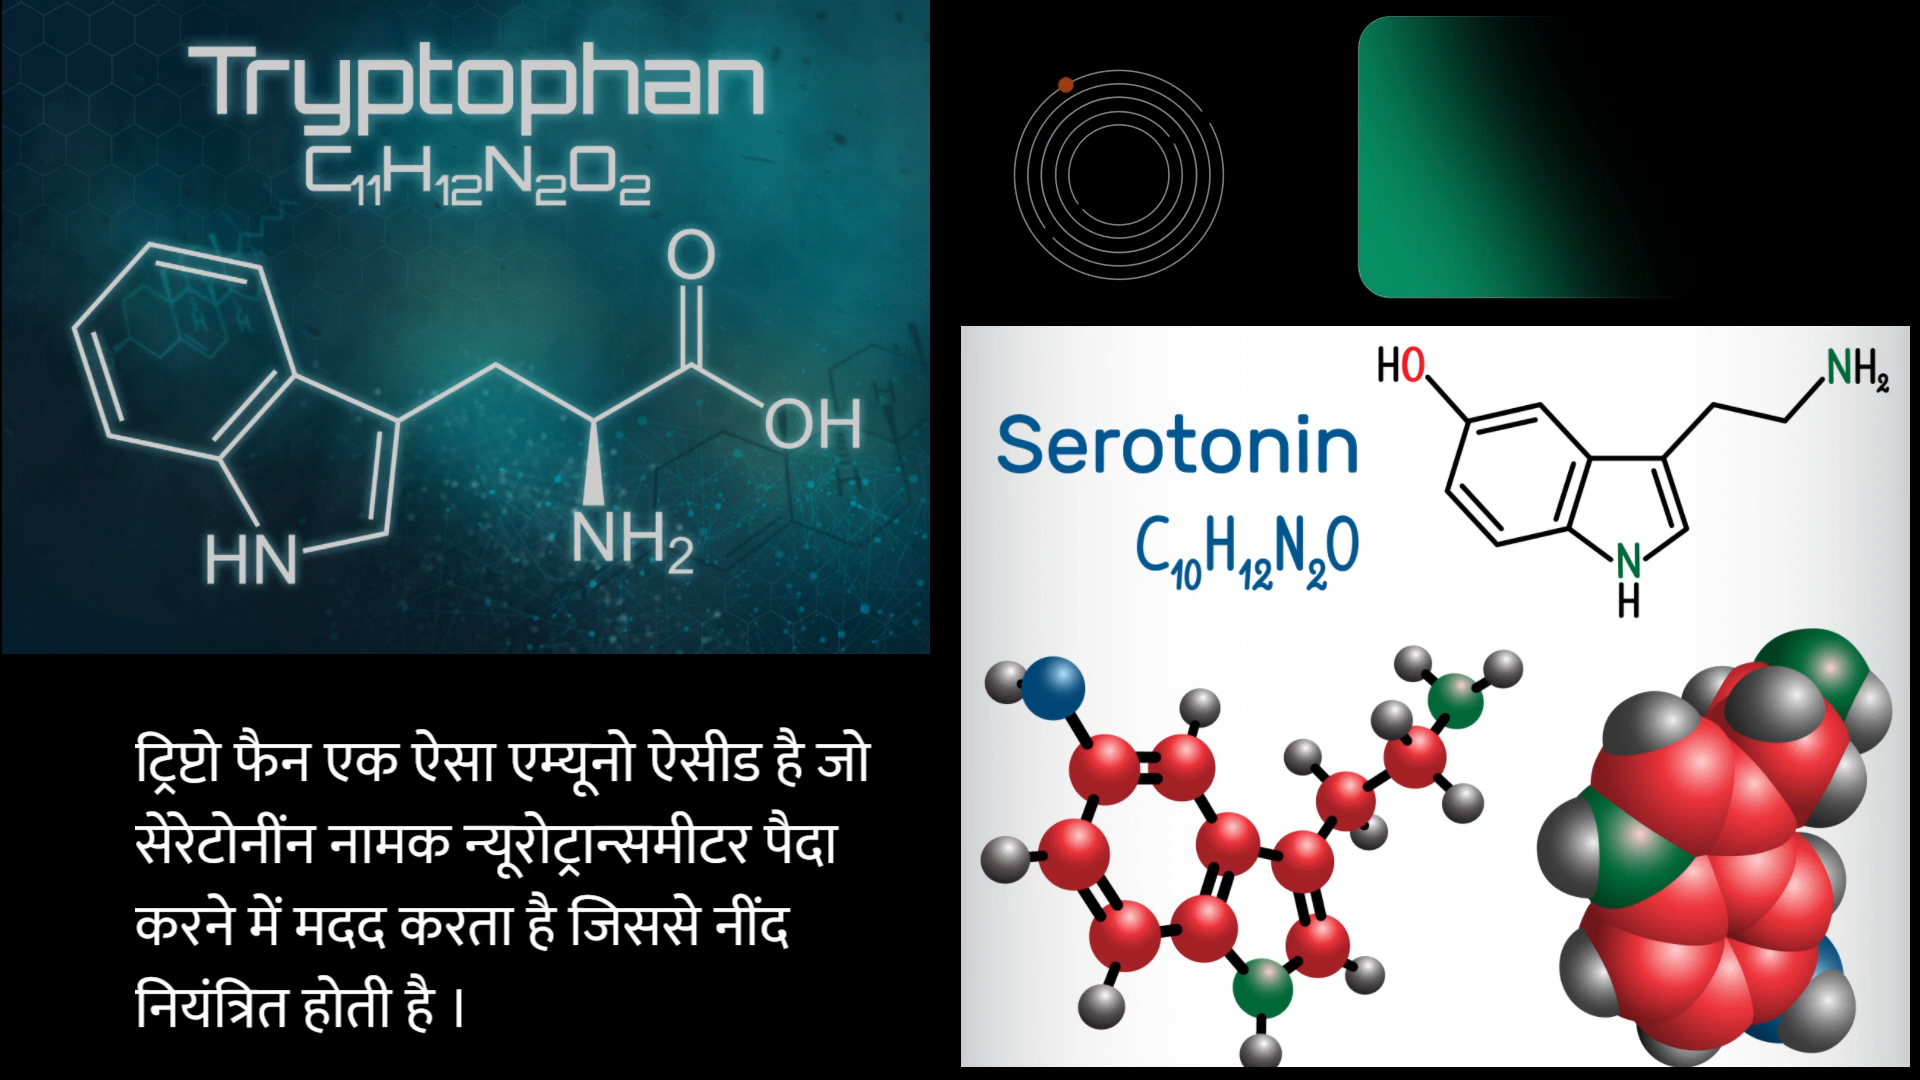 Tryptophan
C₁₁H₁₂N₂O₂
O
OH
NH₂
HN
ट्रिप्टो फैन एक ऐसा एम्यूनो ऐसीड है जो
सेरेटोनींन नामक न्यूरोट्रान्समीटर पैदा
करने में मदद करता है जिससे नींद
नियंत्रित होती है ।
HO
NH₂
Serotonin
C₁₀H₁₂N₂O
N
H